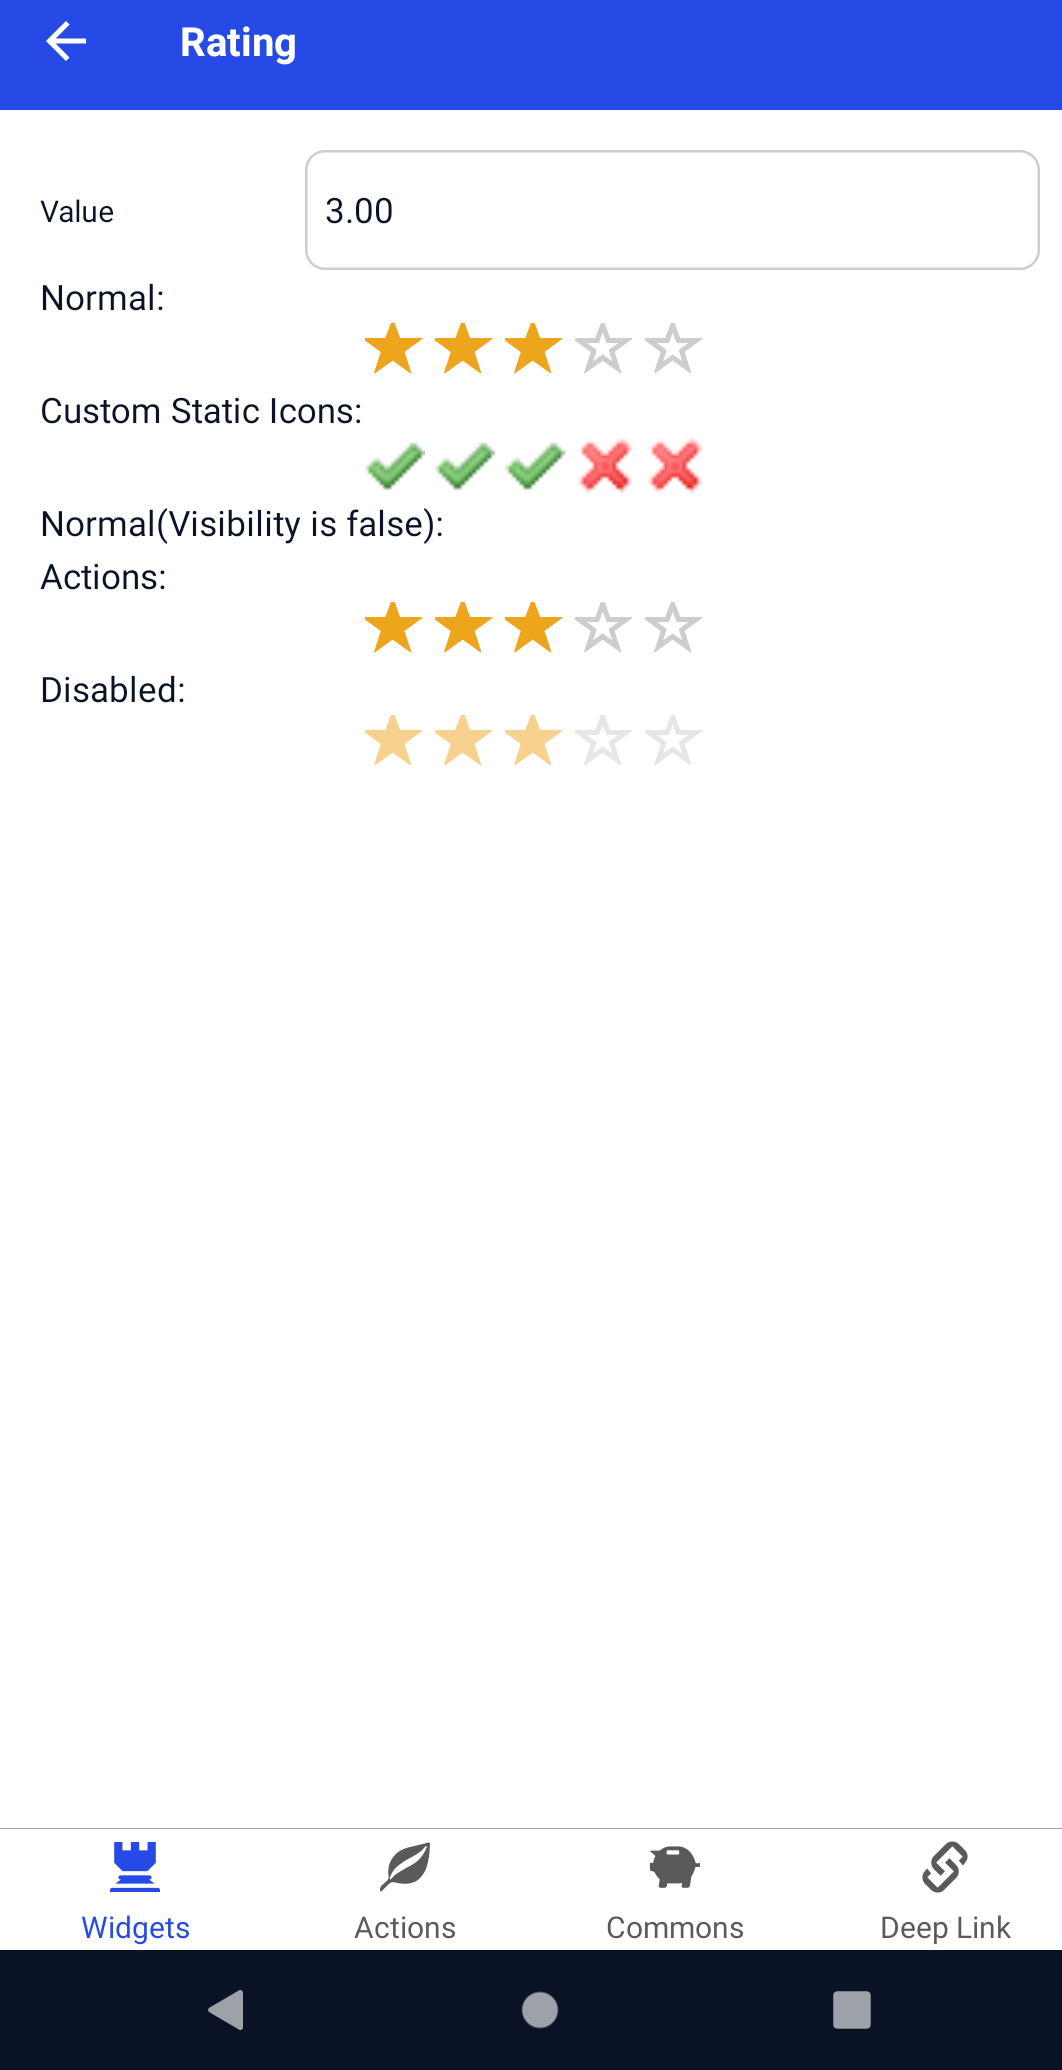 Rating
Value
3.00
Normal:
Custom Static Icons:
Normal(Visibility is false):
Actions:
Disabled:
Widgets
Actions
Commons
Deep Link